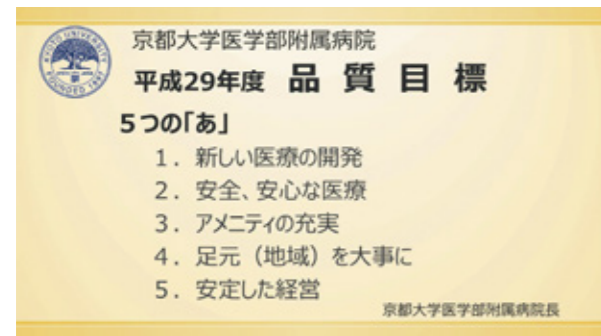 京都大学医学部附属病院
平成29年度 品 質 目 標
5つの「あ」
1. 新しい医療の開発
2. 安全、安心な医療
3. アメニティの充実
4. 足元（地域）を大事に
5. 安定した経営
京都大学医学部附属病院長
KYOTO UNIVERSITY
FOUNDED 1897